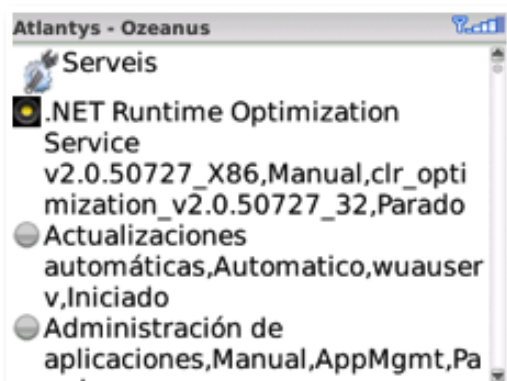 Atlantys - Ozeanus
Serveis
.NET Runtime Optimization
Service
v2.0.50727_X86,Manual,clr_opti
mization_v2.0.50727_32,Parado
Actualizaciones
automáticas,Automatico,wuauser
v,Iniciado
Administración de
aplicaciones,Manual,AppMgmt,Pa